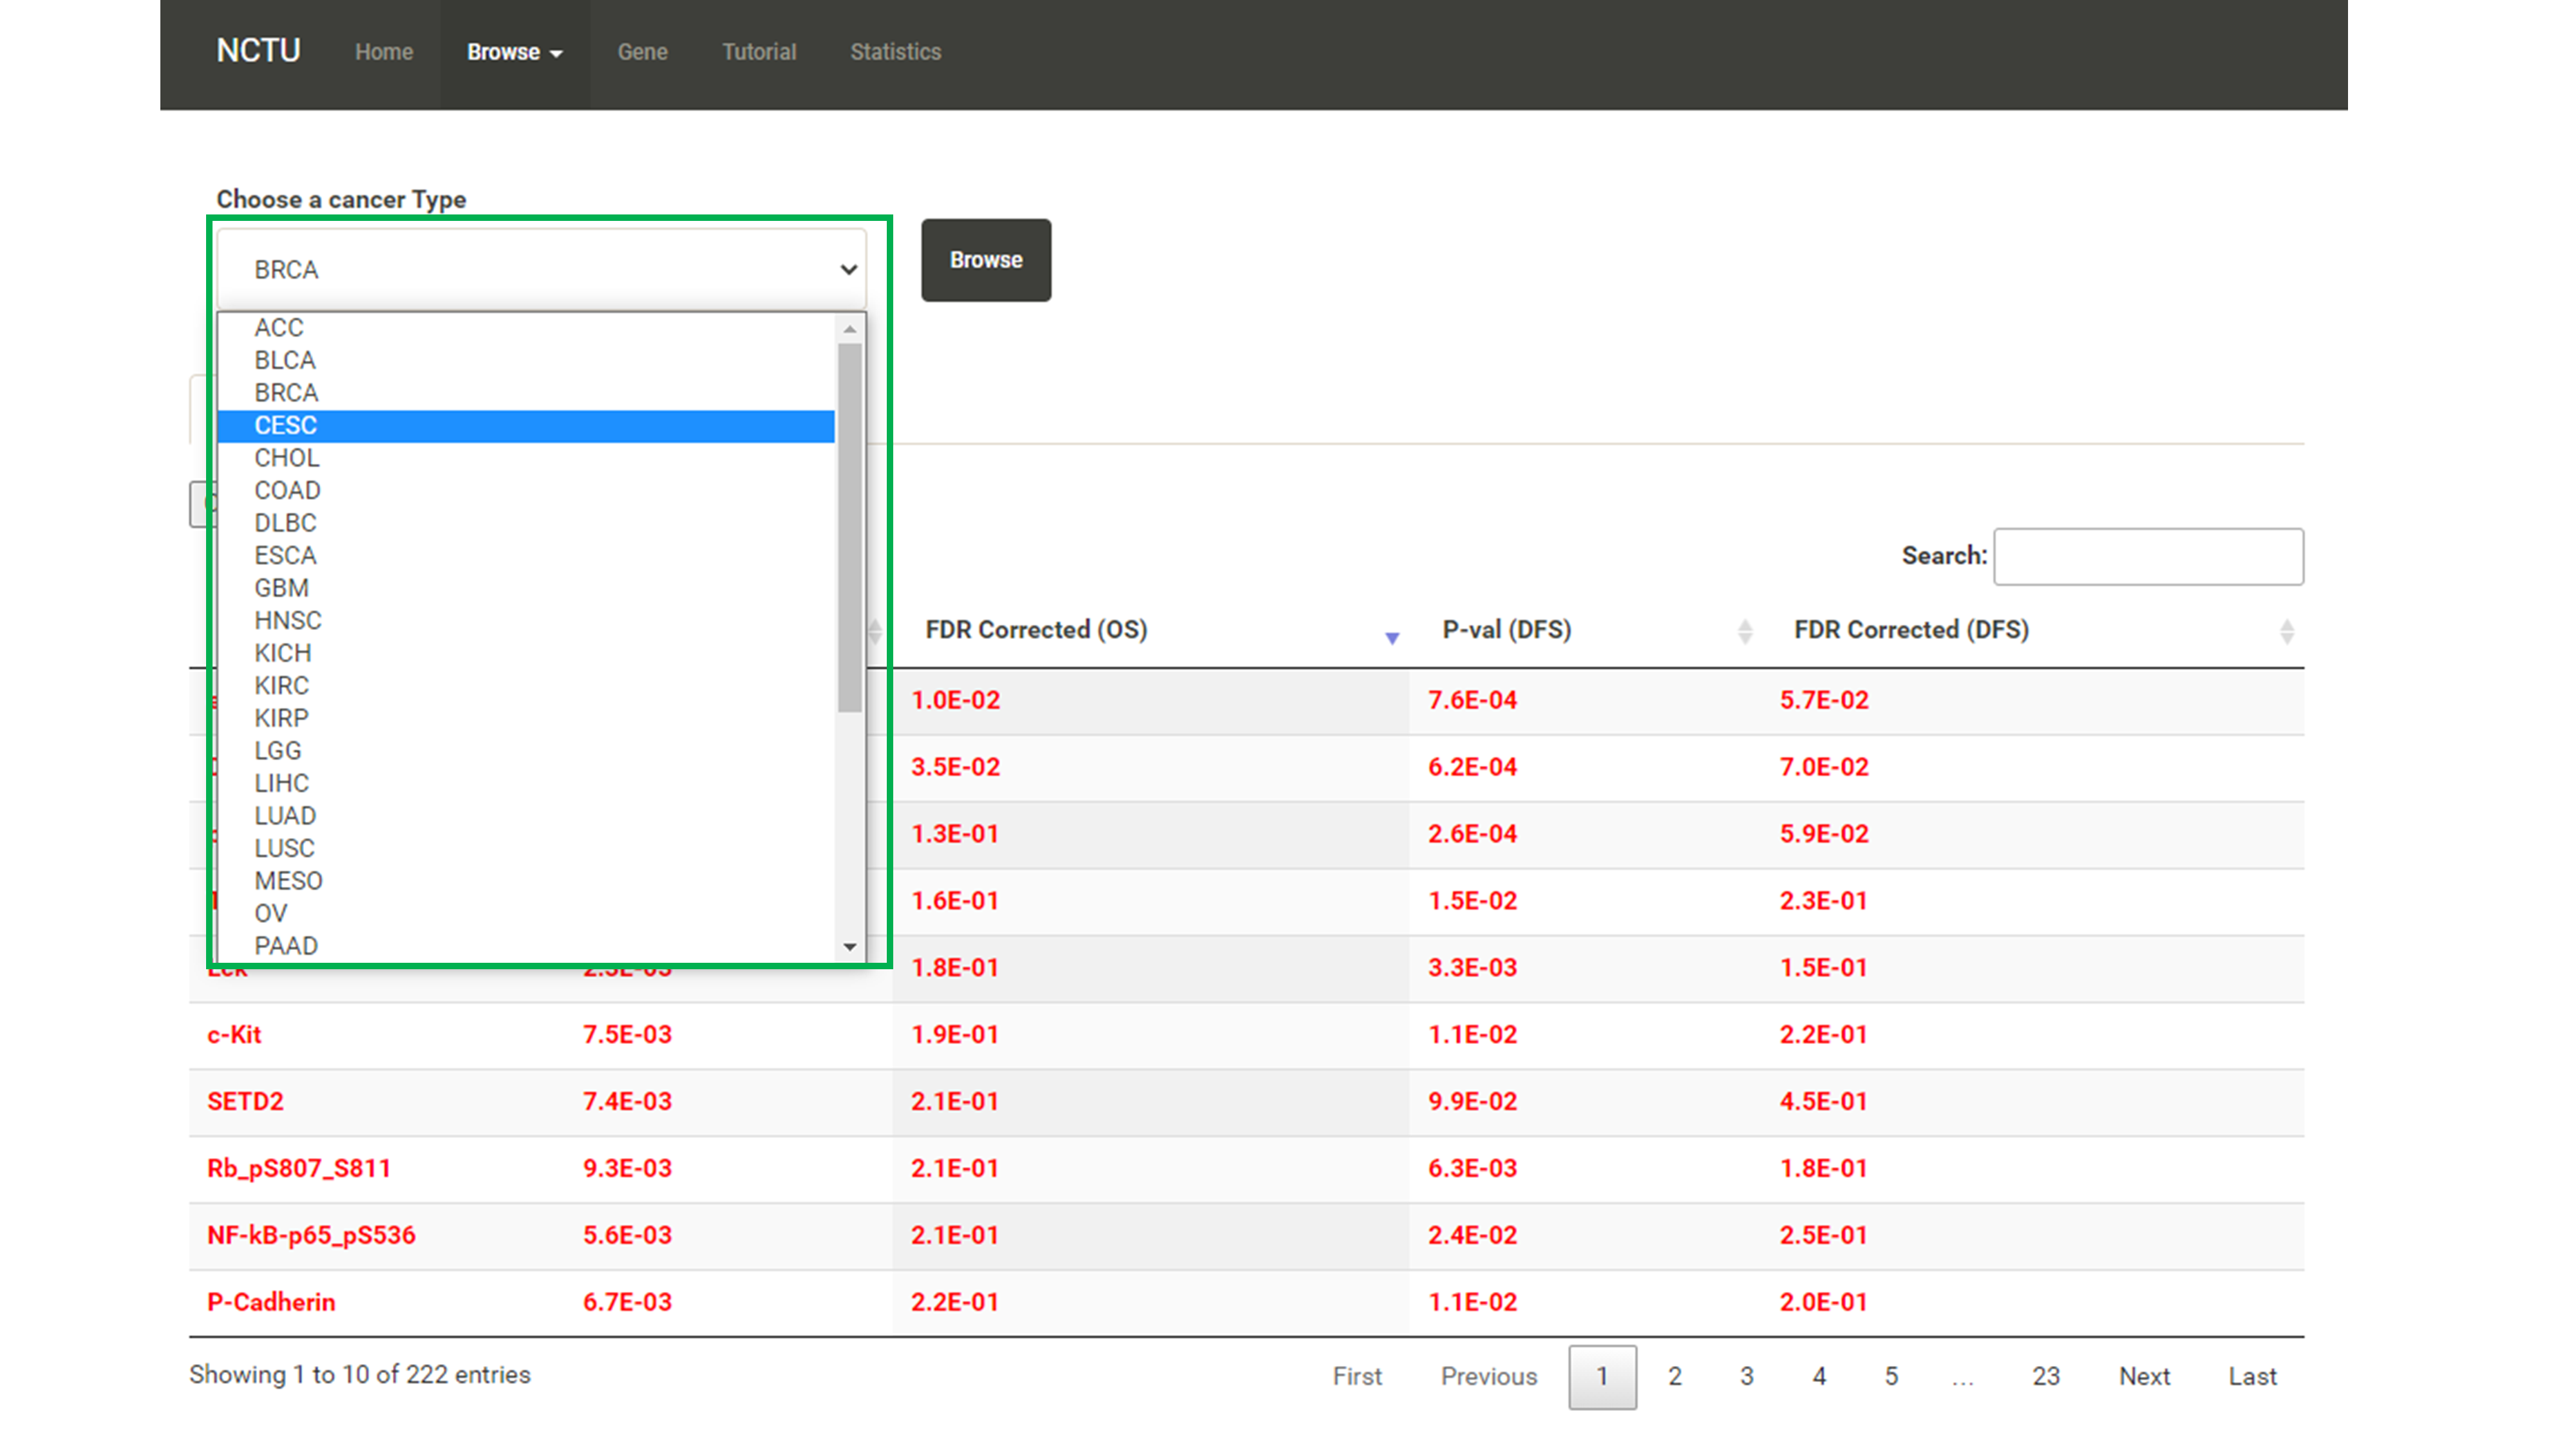 NCTU Home Browse Gene Tutorial Statistics
Choose a cancer Type
BRCA
Browse
ACC
BLCA
BRCA
CESC
CHOL
COAD
DLBC
ESCA
GBM
HNSC
KICH
KIRC
KIRP
LGG
LIHC
LUAD
LUSC
MESO
OV
PAAD
Search:
FDR Corrected (OS) P-val (DFS) FDR Corrected (DFS)
1.0E-02 7.6E-04 5.7E-02
3.5E-02 6.2E-04 7.0E-02
1.3E-01 2.6E-04 5.9E-02
1.6E-01 1.5E-02 2.3E-01
Lck 1.8E-01 3.3E-03 1.5E-01
c-Kit 7.5E-03 1.9E-01 1.1E-02 2.2E-01
SETD2 7.4E-03 2.1E-01 9.9E-02 4.5E-01
Rb_pS807_S811 9.3E-03 2.1E-01 6.3E-03 1.8E-01
NF-kB-p65_pS536 5.6E-03 2.1E-01 2.4E-02 2.5E-01
P-Cadherin 6.7E-03 2.2E-01 1.1E-02 2.0E-01
Showing 1 to 10 of 222 entries First Previous 1 2 3 4 5 ... 23 Next Last